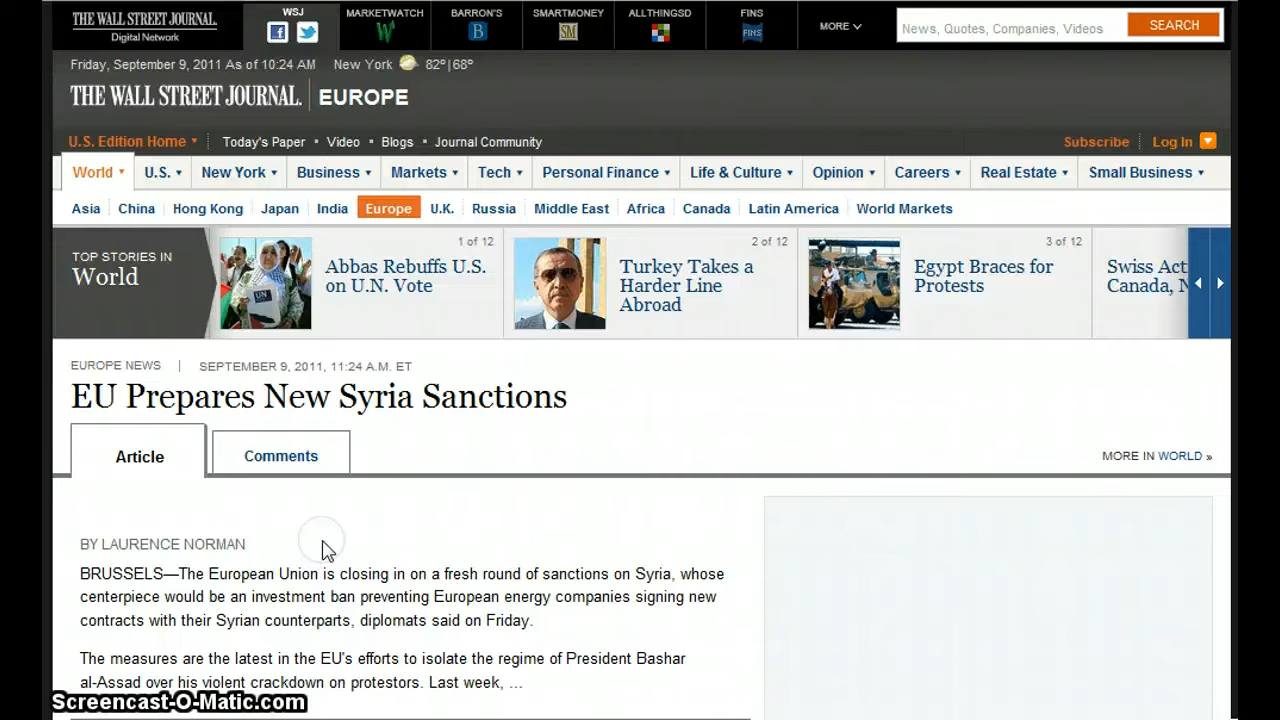 THE WALL STREET JOURNAL.
Digital Network
WSJ
MARKETWATCH
BARRON'S
SMARTMONEY
ALLTHINGSD
FINS
MORE
News, Quotes, Companies, Videos
SEARCH
W
B
SM
FINS
Friday, September 9, 2011 As of 10:24 AM New York 82º|68º
THE WALL STREET JOURNAL. EUROPE
U.S. Edition Home Today's Paper • Video • Blogs • Journal Community Subscribe Log In
World U.S. New York Business Markets Tech Personal Finance Life & Culture Opinion Careers Real Estate Small Business
Asia China Hong Kong Japan India Europe U.K. Russia Middle East Africa Canada Latin America World Markets
TOP STORIES IN
World
1 of 12
Abbas Rebuffs U.S.
on U.N. Vote
UN
2 of 12
Turkey Takes a
Harder Line
Abroad
3 of 12
Egypt Braces for
Protests
Swiss Act
Canada, N
EUROPE NEWS | SEPTEMBER 9, 2011, 11:24 A.M. ET
EU Prepares New Syria Sanctions
Article Comments
MORE IN WORLD »
BY LAURENCE NORMAN
BRUSSELS—The European Union is closing in on a fresh round of sanctions on Syria, whose
centerpiece would be an investment ban preventing European energy companies signing new
contracts with their Syrian counterparts, diplomats said on Friday.
The measures are the latest in the EU's efforts to isolate the regime of President Bashar
al-Assad over his violent crackdown on protestors. Last week, ...
Screencast-O-Matic.com